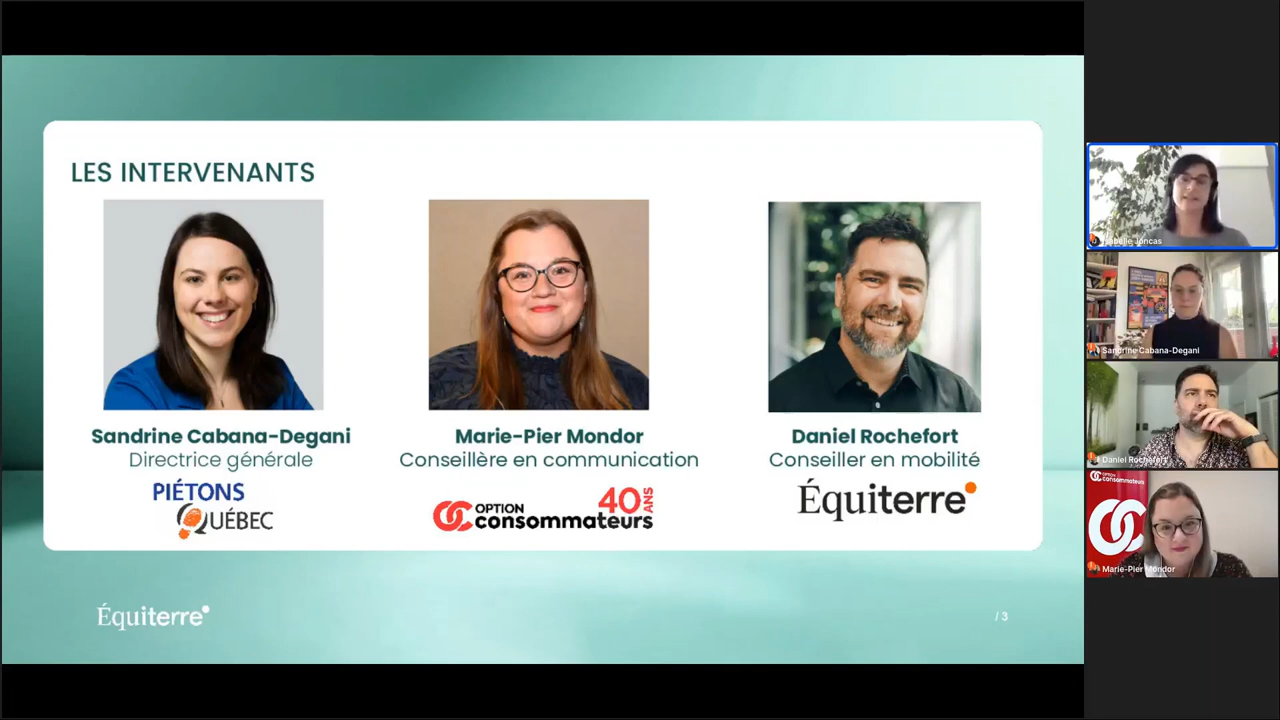 LES INTERVENANTS
Sandrine Cabana-Degani
Directrice générale
PIÉTONS
QUÉBEC
Marie-Pier Mondor
Conseillère en communication
OPTION
consommateurs
40 ANS
Daniel Rochefort
Conseiller en mobilité
Équiterre
Équiterre
/ 3
Joncas
Sandrine Cabana-Degani
Daniel Rochefort
OPTION
consommateurs
Marie-Pier Mondor